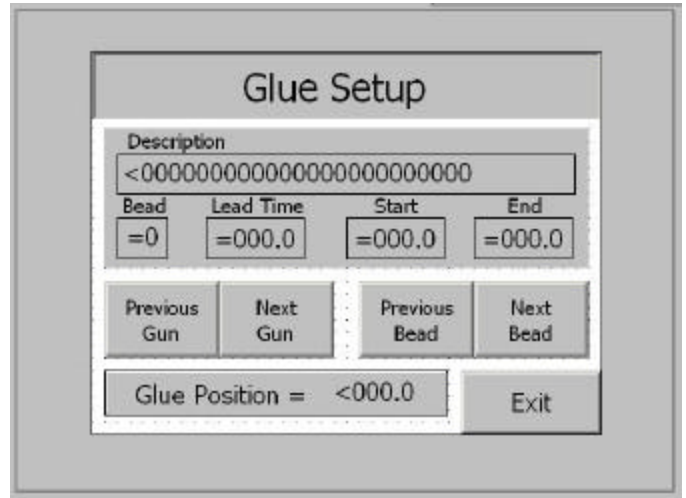 Glue Setup
Description
<000000000000000000000000
Bead Lead Time Start End
=0 =000.0 =000.0 =000.0
Previous Gun Next Gun Previous Bead Next Bead
Glue Position = <000.0
Exit